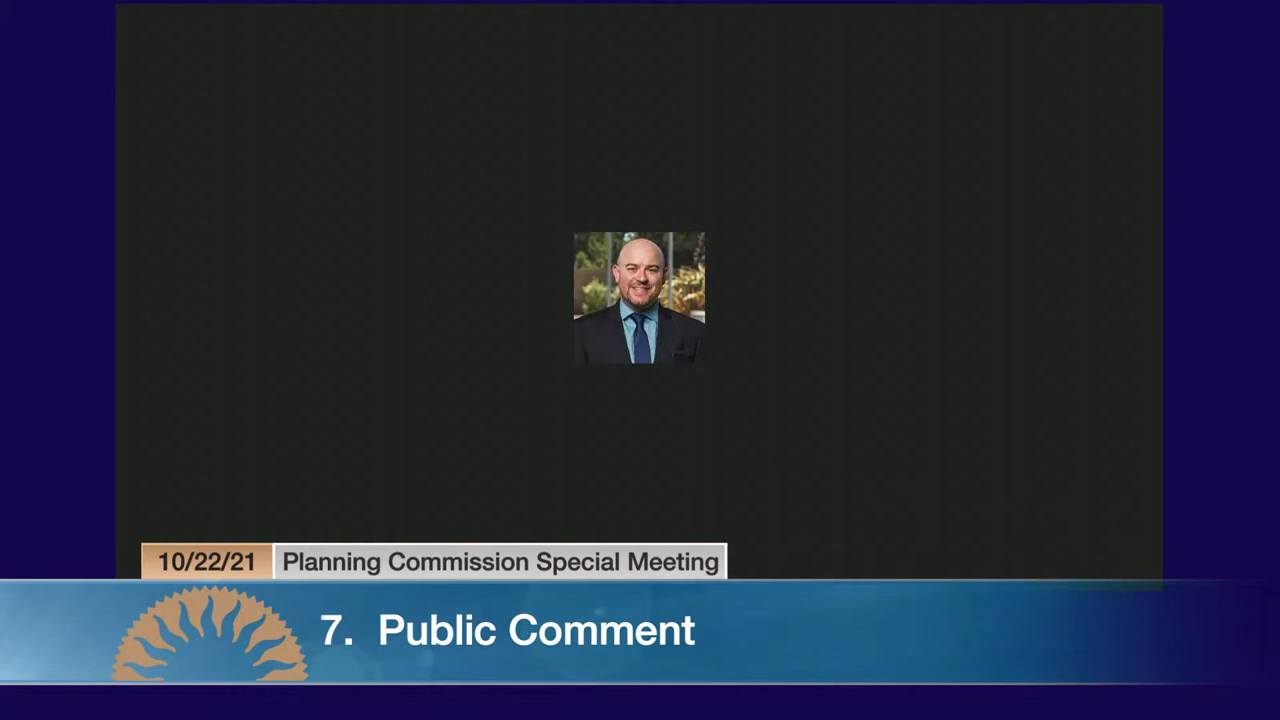 10/22/21 Planning Commission Special Meeting
7. Public Comment